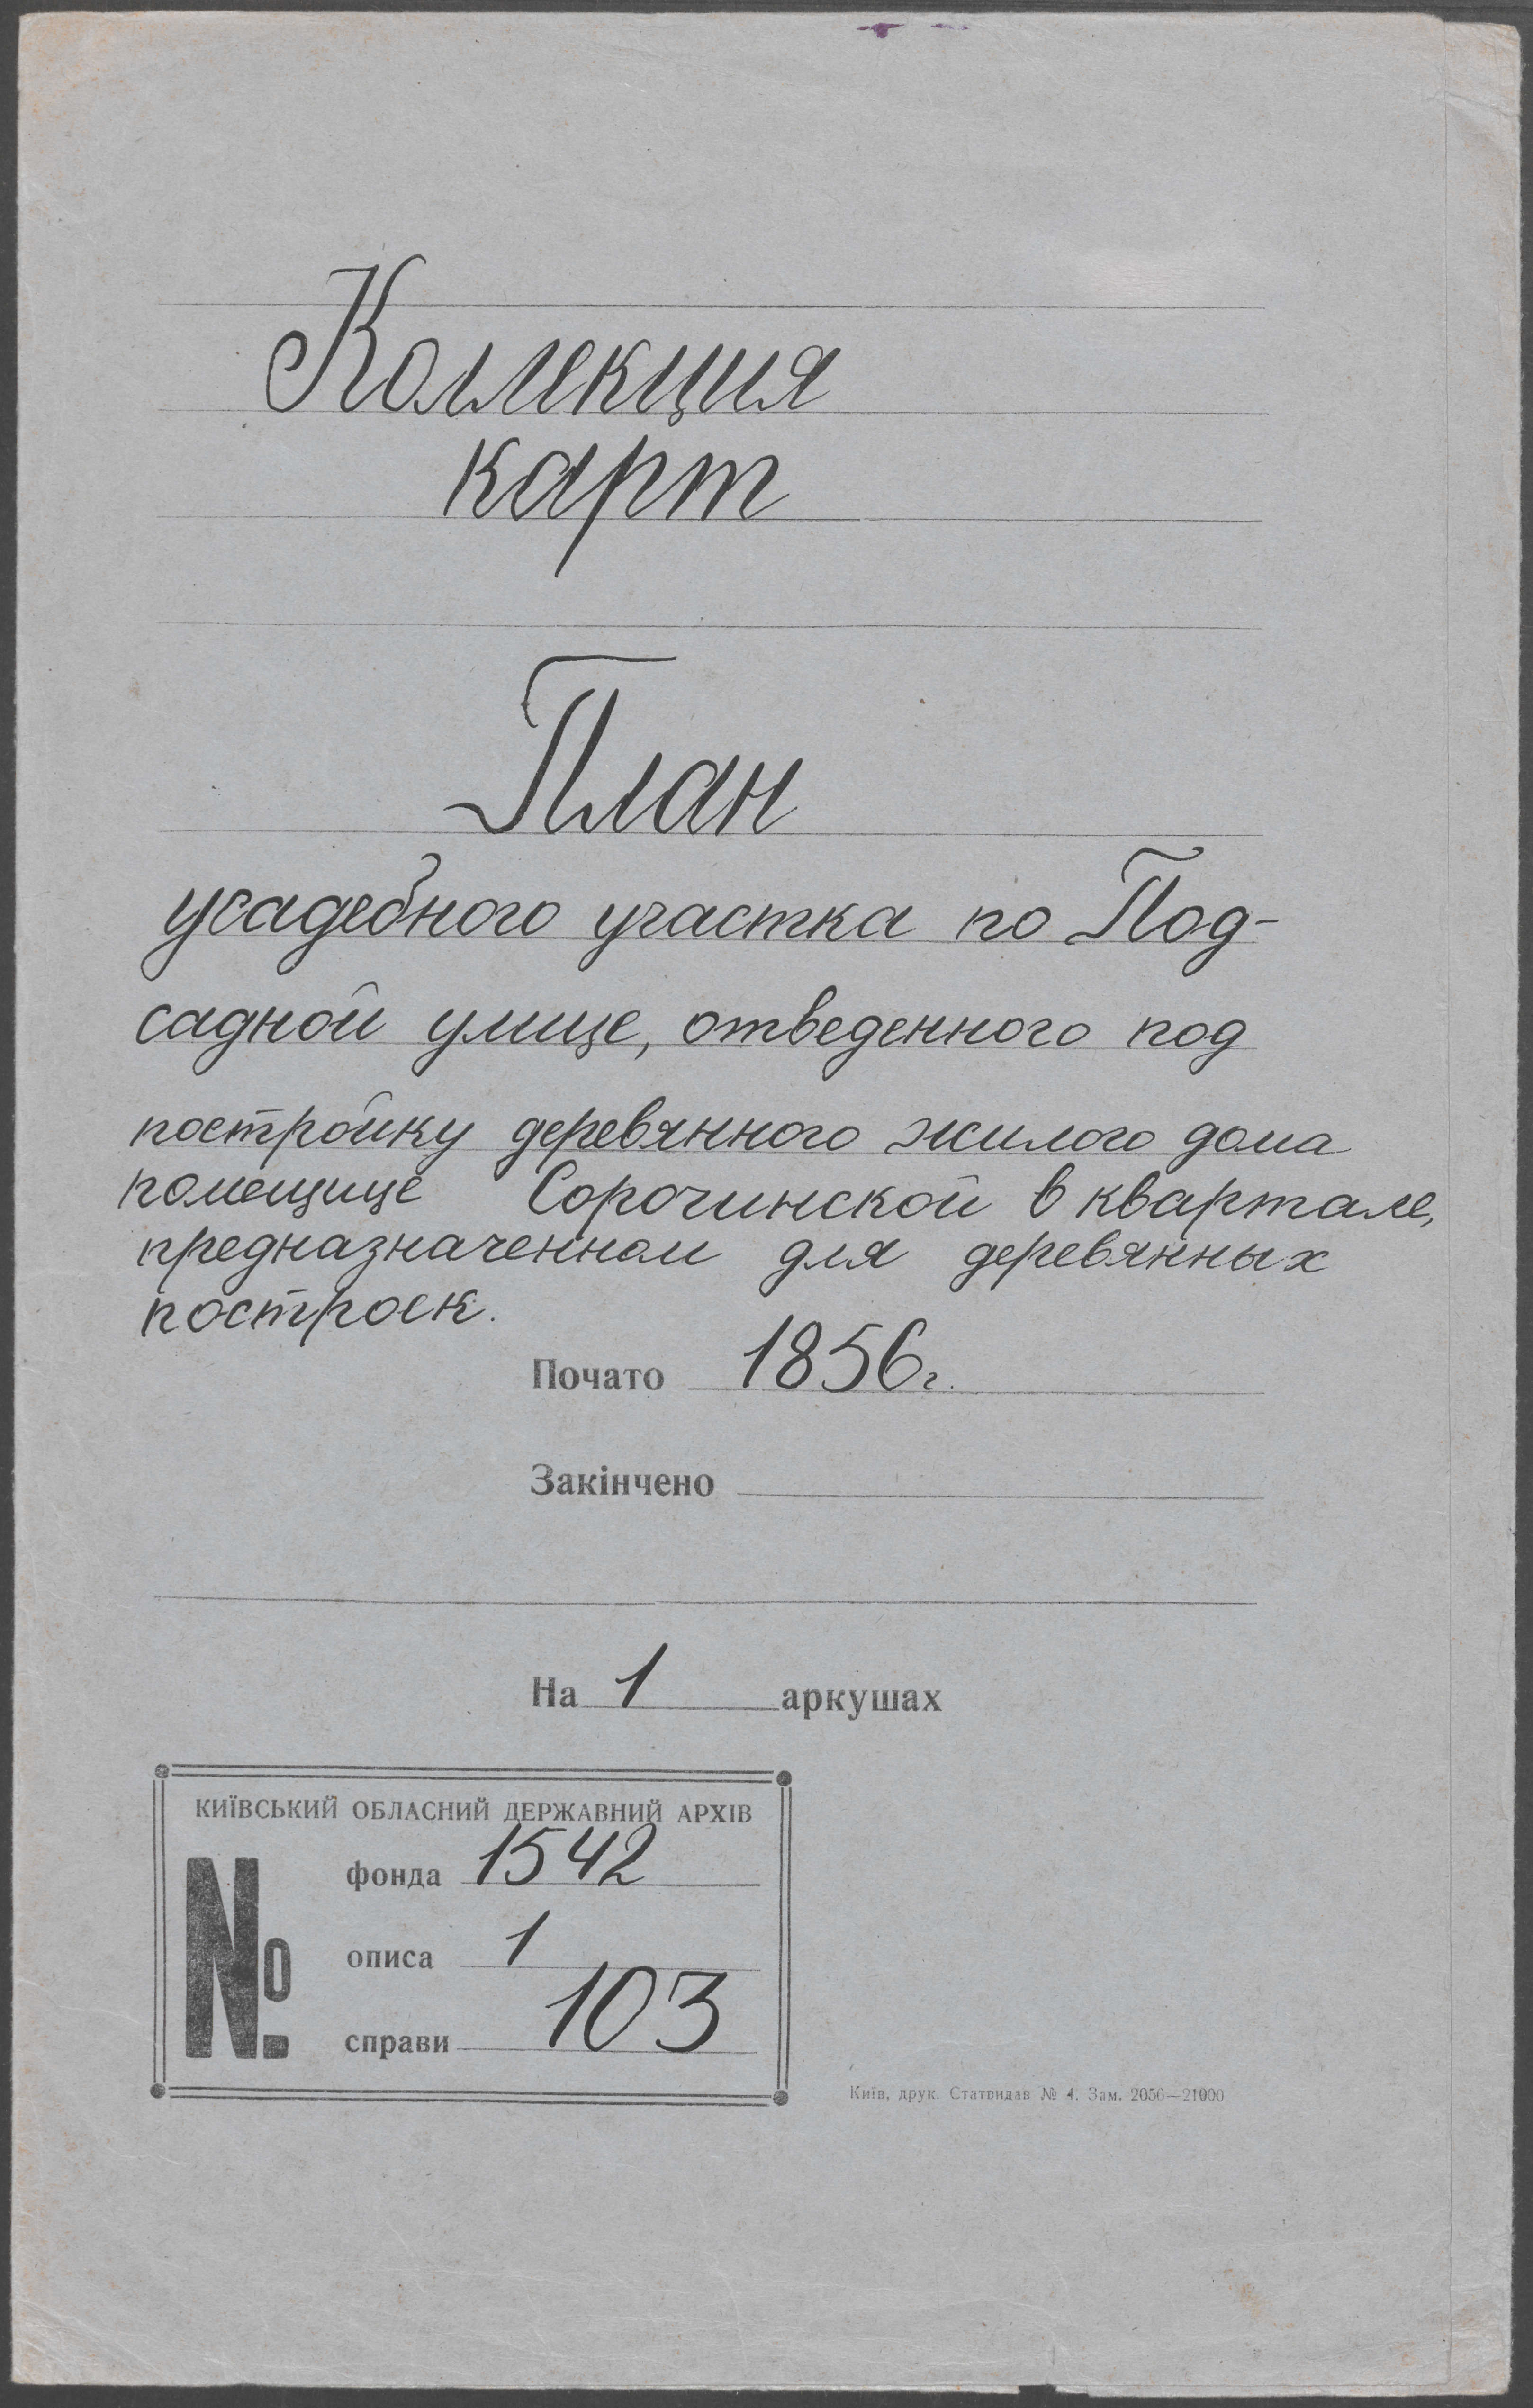 Коллекция
карт
План
усадебного участка по Под-
садной улице, отведенного под
постройку деревянного жилого дома
помещице Сорочинской в квартале,
предназначенном для деревянных
построек.
Почато 1856г.
Закінчено
На 1 аркушах
КИЇВСЬКИЙ ОБЛАСНИЙ ДЕРЖАВНИЙ АРХІВ
№ фонда 1542
описа 1
справи 103
Київ, друк. Статвидав № 4. Зам. 2056—21000